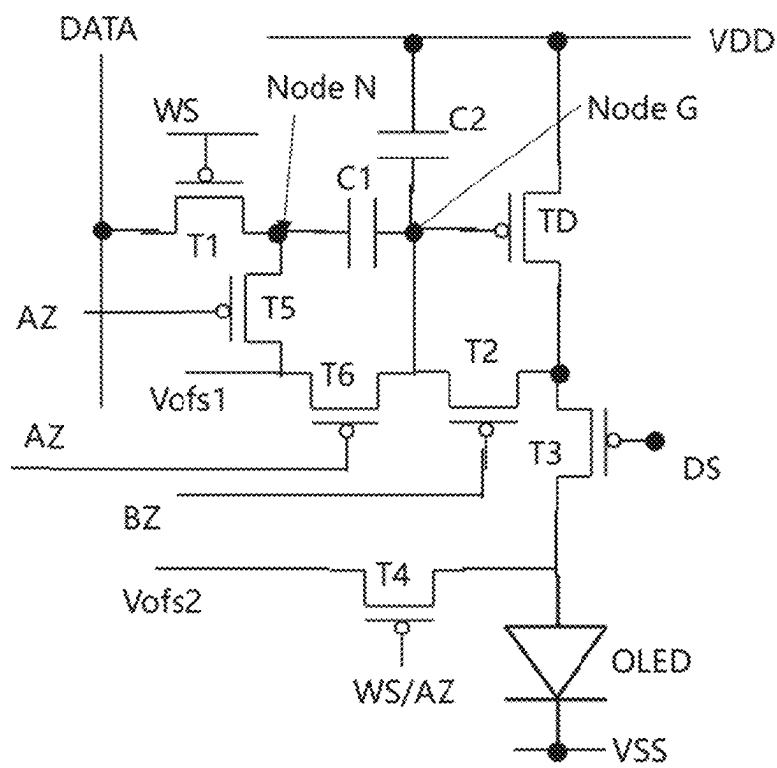 DATA
VDD
Node N
WS
C2
Node G
C1
TD
T1
T5
AZ
T2
T6
Vofs1
AZ
T3
DS
BZ
T4
Vofs2
OLED
WS/AZ
VSS